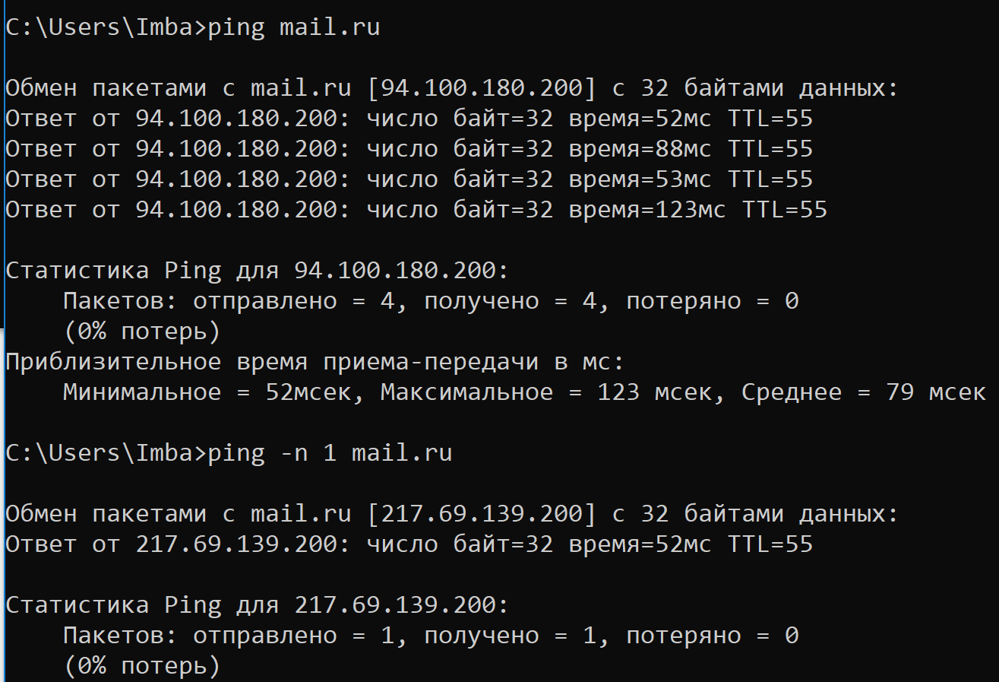 C:\Users\Imba>ping mail.ru
Обмен пакетами с mail.ru [94.100.180.200] с 32 байтами данных:
Ответ от 94.100.180.200: число байт=32 время=52мс TTL=55
Ответ от 94.100.180.200: число байт=32 время=88мс TTL=55
Ответ от 94.100.180.200: число байт=32 время=53мс TTL=55
Ответ от 94.100.180.200: число байт=32 время=123мс TTL=55
Статистика Ping для 94.100.180.200:
Пакетов: отправлено = 4, получено = 4, потеряно = 0
(0% потерь)
Приблизительное время приема-передачи в мс:
Минимальное = 52мсек, Максимальное = 123 мсек, Среднее = 79 мсек
C:\Users\Imba>ping -n 1 mail.ru
Обмен пакетами с mail.ru [217.69.139.200] с 32 байтами данных:
Ответ от 217.69.139.200: число байт=32 время=52мс TTL=55
Статистика Ping для 217.69.139.200:
Пакетов: отправлено = 1, получено = 1, потеряно = 0
(0% потерь)